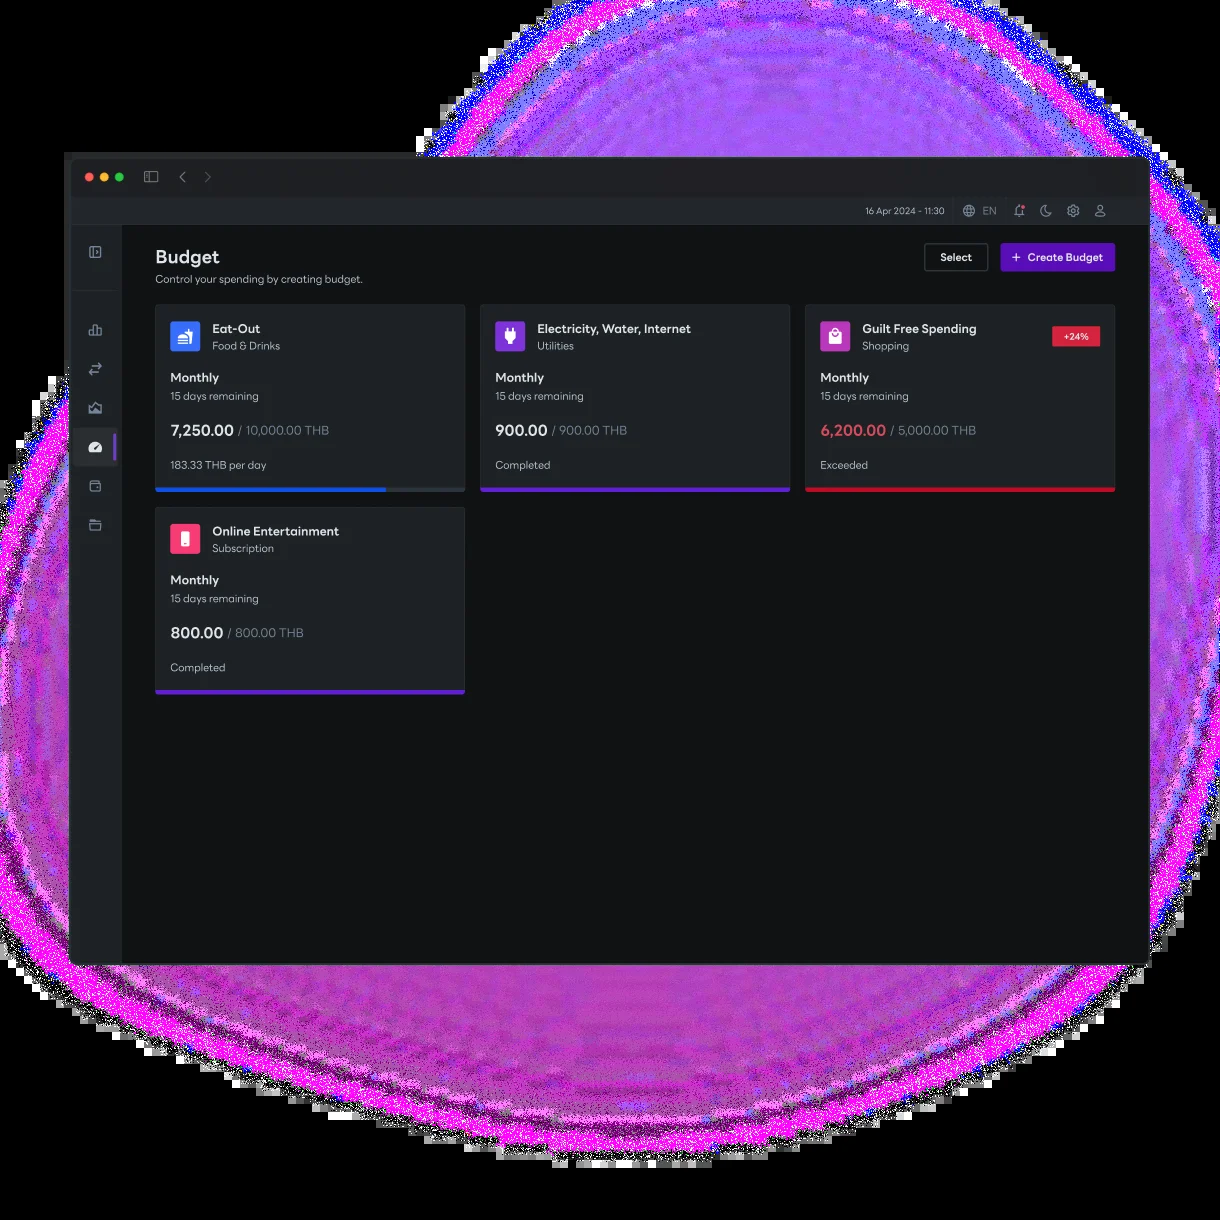 16 Apr 2024 - 11:30 EN
Budget
Control your spending by creating budget.
Select
+ Create Budget
Eat-Out
Food & Drinks
Monthly
15 days remaining
7,250.00 / 10,000.00 THB
183.33 THB per day
Electricity, Water, Internet
Utilities
Monthly
15 days remaining
900.00 / 900.00 THB
Completed
Guilt Free Spending
Shopping
+24%
Monthly
15 days remaining
6,200.00 / 5,000.00 THB
Exceeded
Online Entertainment
Subscription
Monthly
15 days remaining
800.00 / 800.00 THB
Completed